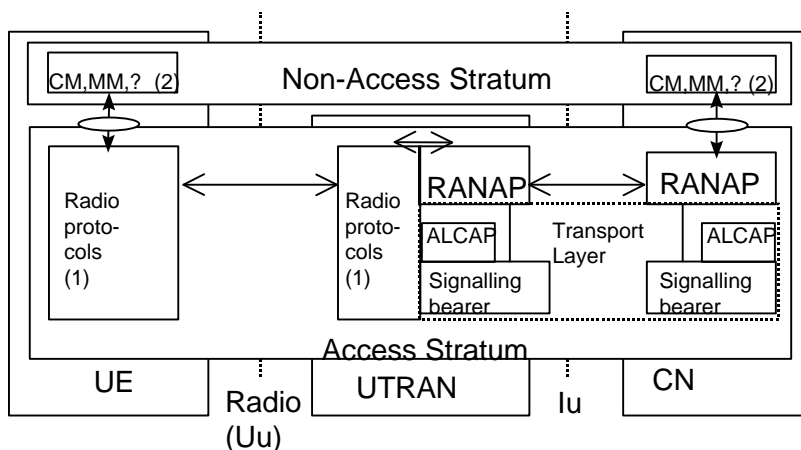 Non-Access Stratum
CM,MM,? (2)
CM,MM,? (2)
Radio
proto-
cols
(1)
Radio
proto-
cols
(1)
RANAP
RANAP
ALCAP
Transport
Layer
ALCAP
Signalling
bearer
Signalling
bearer
Access Stratum
UE
UTRAN
CN
Radio
(Uu)
Iu